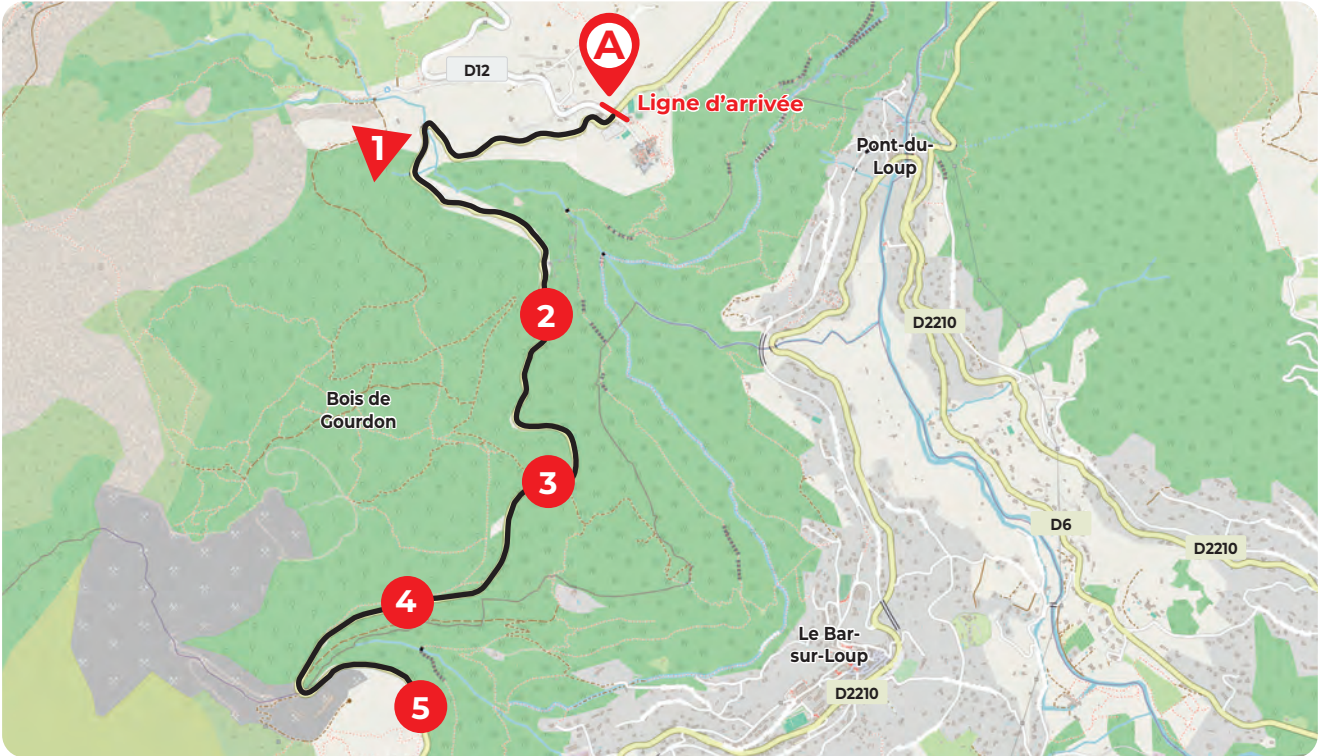 A
D12
Ligne d’arrivée
1
Pont-du-
Loup
2
D2210
Bois de
Gourdon
3
D6
D2210
4
Le Bar-
sur-Loup
D2210
5